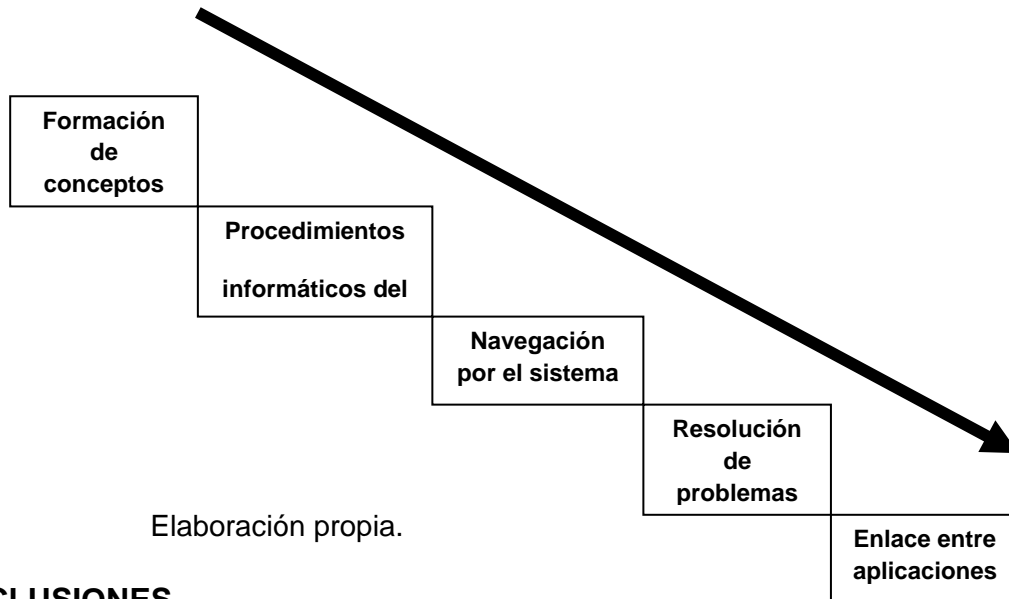 Formación
de
conceptos
Procedimientos
informáticos del
Navegación
por el sistema
Resolución
de
problemas
Elaboración propia.
Enlace entre
aplicaciones
CLUSIONES